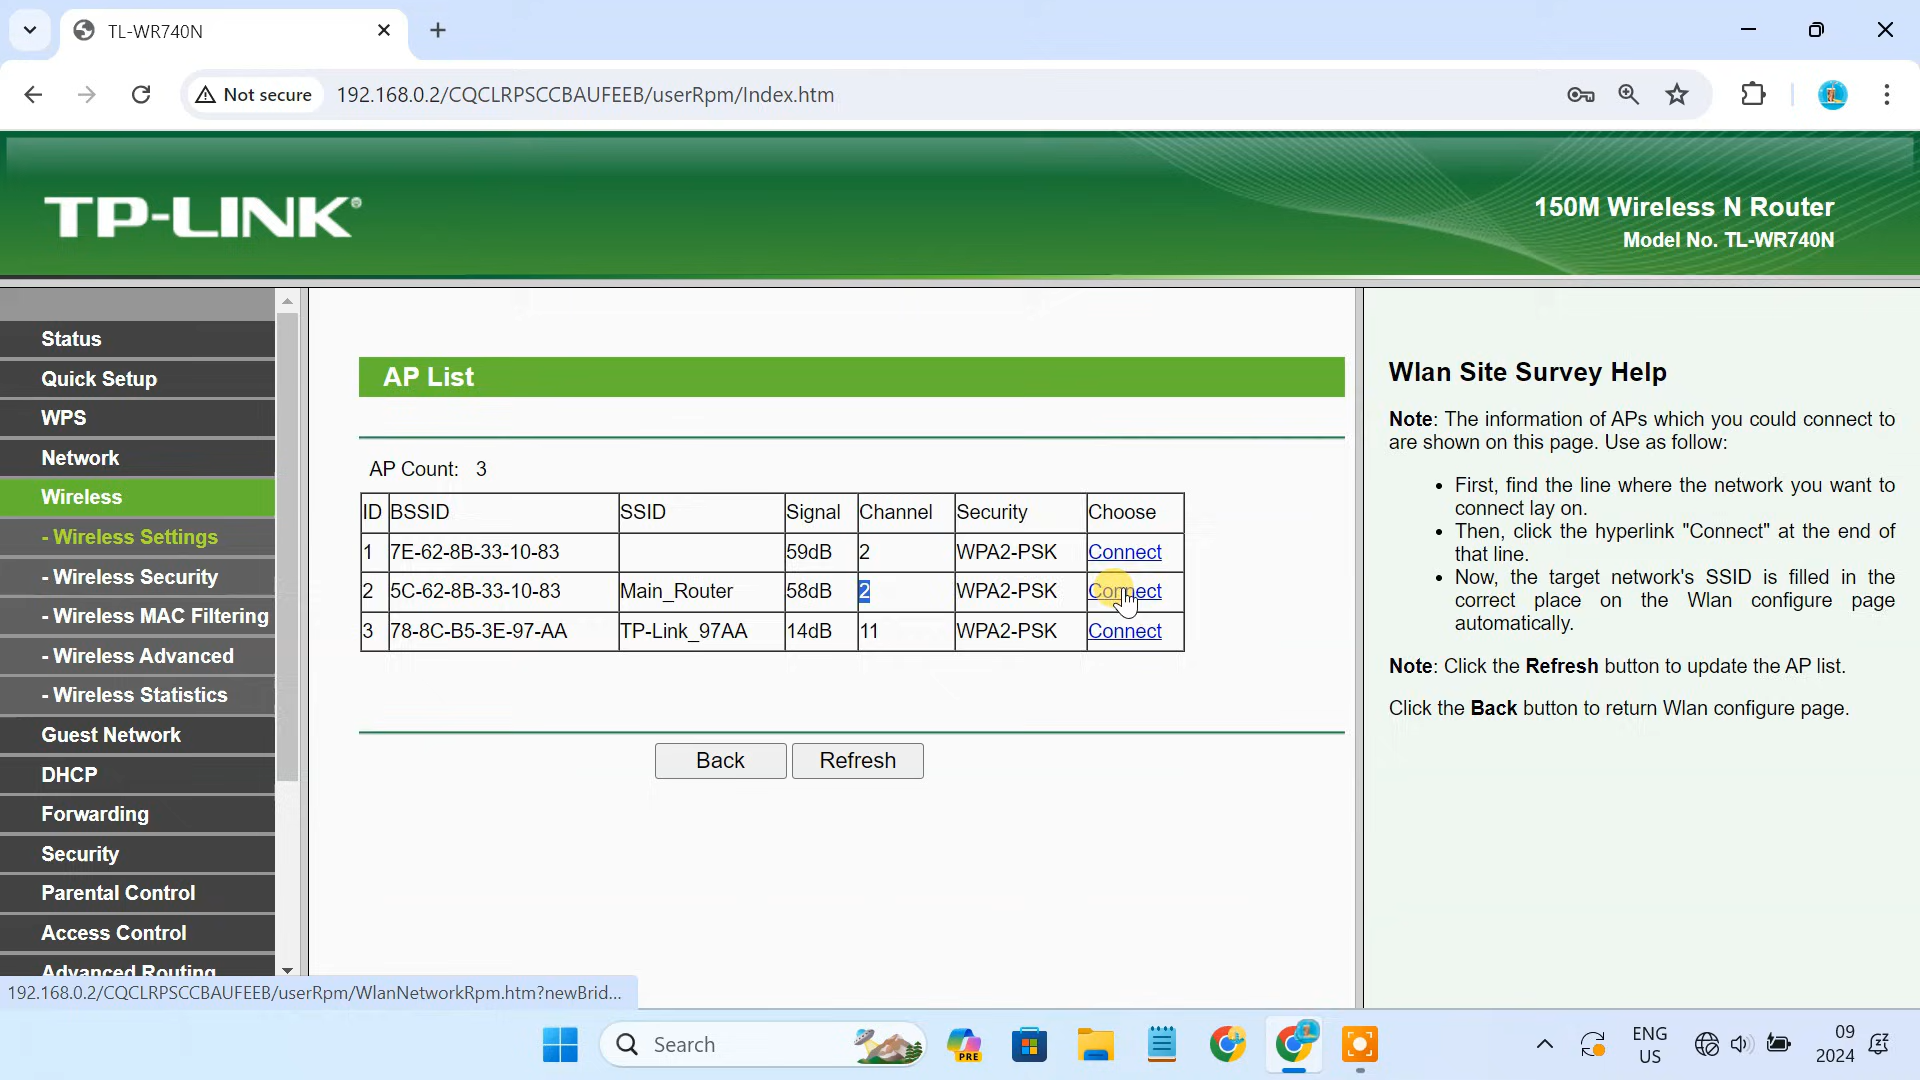 TL-WR740N
Not secure
192.168.0.2/CQCLRPSCCBAUFEEB/userRpm/Index.htm
TP-LINK®
150M Wireless N Router
Model No. TL-WR740N
Status
Quick Setup
WPS
Network
Wireless
- Wireless Settings
- Wireless Security
- Wireless MAC Filtering
- Wireless Advanced
- Wireless Statistics
Guest Network
DHCP
Forwarding
Security
Parental Control
Access Control
Advanced Routing
AP List
AP Count: 3
ID BSSID SSID Signal Channel Security Choose
1 7E-62-8B-33-10-83 59dB 2 WPA2-PSK Connect
2 5C-62-8B-33-10-83 Main_Router 58dB 2 WPA2-PSK Connect
3 78-8C-B5-3E-97-AA TP-Link_97AA 14dB 11 WPA2-PSK Connect
Back Refresh
Wlan Site Survey Help
Note: The information of APs which you could connect to
are shown on this page. Use as follow:
• First, find the line where the network you want to
connect lay on.
• Then, click the hyperlink "Connect" at the end of
that line.
• Now, the target network's SSID is filled in the
correct place on the Wlan configure page
automatically.
Note: Click the Refresh button to update the AP list.
Click the Back button to return Wlan configure page.
192.168.0.2/CQCLRPSCCBAUFEEB/userRpm/WlanNetworkRpm.htm?newBrid...
Search
PRE
ENG
US
09
2024